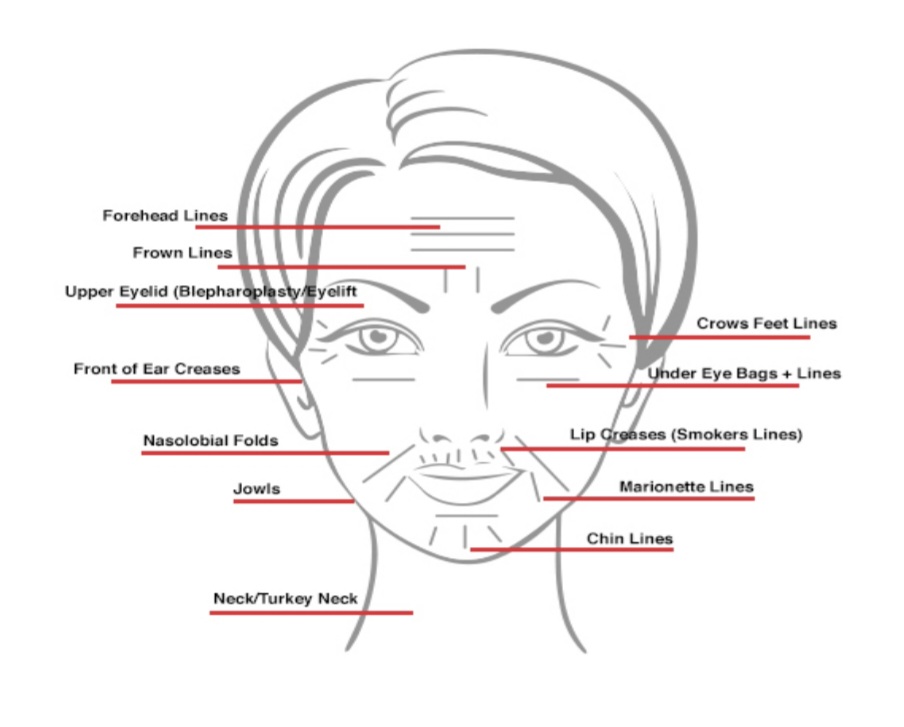 Forehead Lines
Frown Lines
Upper Eyelid (Blepharoplasty/Eyelift
Crows Feet Lines
Front of Ear Creases
Under Eye Bags + Lines
Nasolobial Folds
Lip Creases (Smokers Lines)
Jowls
Marionette Lines
Chin Lines
Neck/Turkey Neck